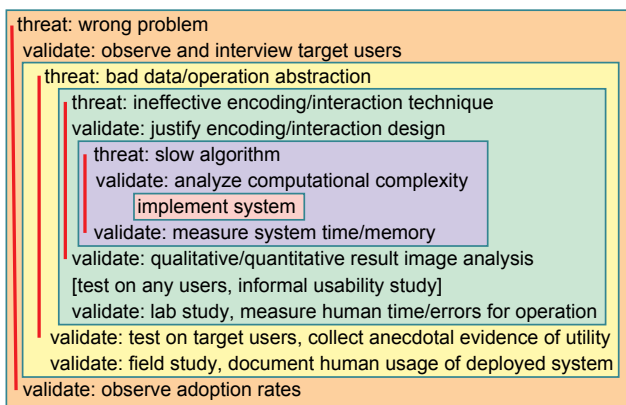 threat: wrong problem
validate: observe and interview target users
threat: bad data/operation abstraction
threat: ineffective encoding/interaction technique
validate: justify encoding/interaction design
threat: slow algorithm
validate: analyze computational complexity
implement system
validate: measure system time/memory
validate: qualitative/quantitative result image analysis
[test on any users, informal usability study]
validate: lab study, measure human time/errors for operation
validate: test on target users, collect anecdotal evidence of utility
validate: field study, document human usage of deployed system
validate: observe adoption rates